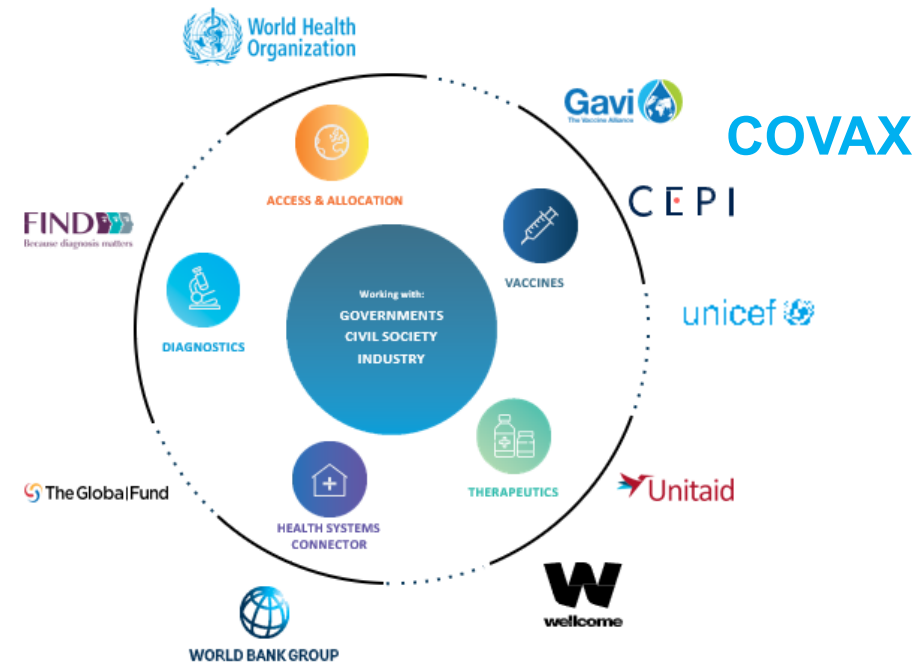 World Health
Organization
Gavi
The Vaccine Alliance
COVAX
ACCESS & ALLOCATION
CEPI
FIND
Because diagnosis matters
VACCINES
Working with:
GOVERNMENTS
CIVIL SOCIETY
INDUSTRY
unicef
DIAGNOSTICS
The Global Fund
THERAPEUTICS
Unitaid
HEALTH SYSTEMS
CONNECTOR
W
wellcome
WORLD BANK GROUP